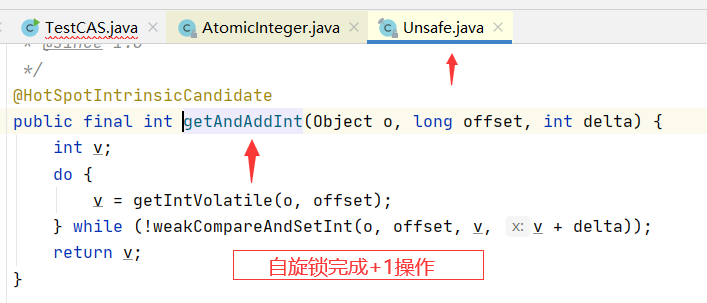 TestCAS.java × AtomicInteger.java × Unsafe.java ×
* @since 1.8
*/
@HotSpotIntrinsicCandidate
public final int getAndAddInt(Object o, long offset, int delta) {
int v;
do {
v = getIntVolatile(o, offset);
} while (!weakCompareAndSetInt(o, offset, v, x: v + delta));
return v;
自旋锁完成+1操作
}